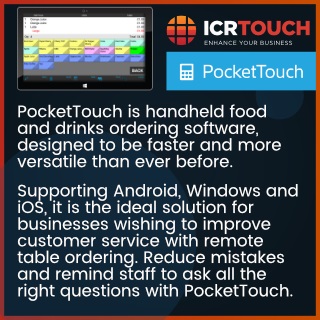 ICRTOUCH
ENHANCE YOUR BUSINESS
PocketTouch
BACK
PocketTouch is handheld food
and drinks ordering software,
designed to be faster and more
versatile than ever before.
Supporting Android, Windows and
iOS, it is the ideal solution for
businesses wishing to improve
customer service with remote
table ordering. Reduce mistakes
and remind staff to ask all the
right questions with PocketTouch.